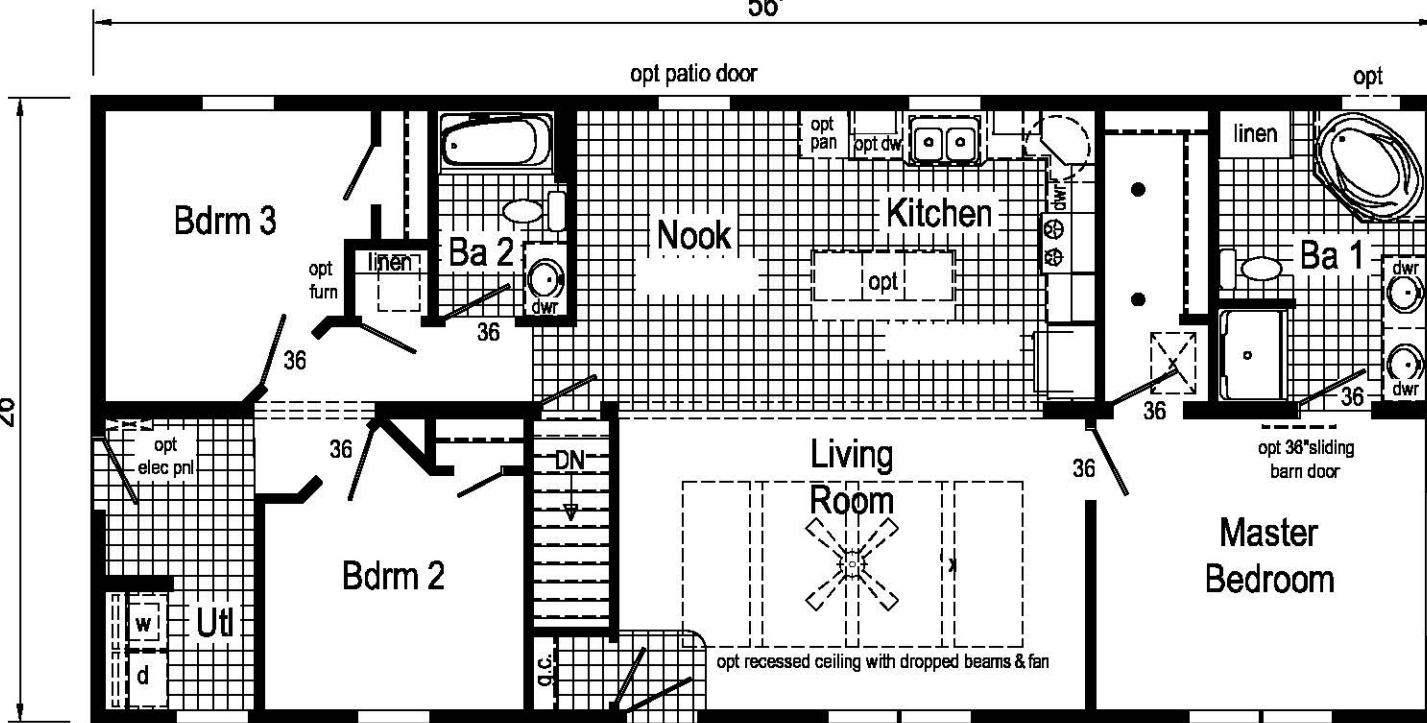 56'
opt patio door
opt
26'
opt
pan
opt dw
linen
dwr
Bdrm 3
Kitchen
Nook
Ba 2
Ba 1
linen
opt
furn
opt
dwr
dwr
36
36
dwr
x
36
36
opt
elec pnl
36
DN
Living
Room
36
opt 36"sliding
barn door
Master
Bedroom
x
Bdrm 2
Utl
w
d
g.c.
opt recessed ceiling with dropped beams & fan